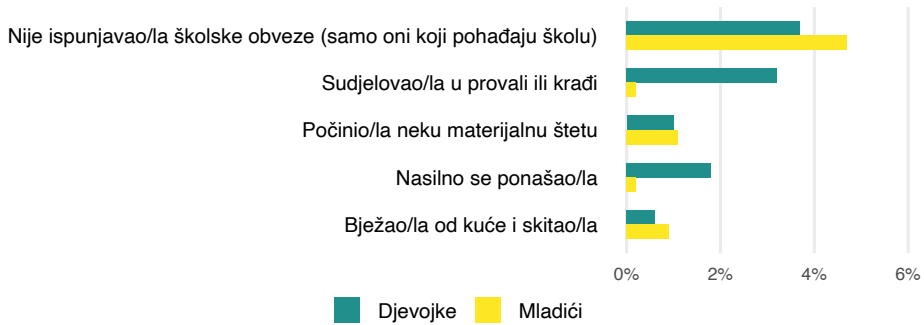 Nije ispunjavao/la školske obveze (samo oni koji pohađaju školu)
Sudjelovao/la u provali ili krađi
Počinio/la neku materijalnu štetu
Nasilno se ponašao/la
Bježao/la od kuće i skitao/la
0% 2% 4% 6%
Djevojke Mladići